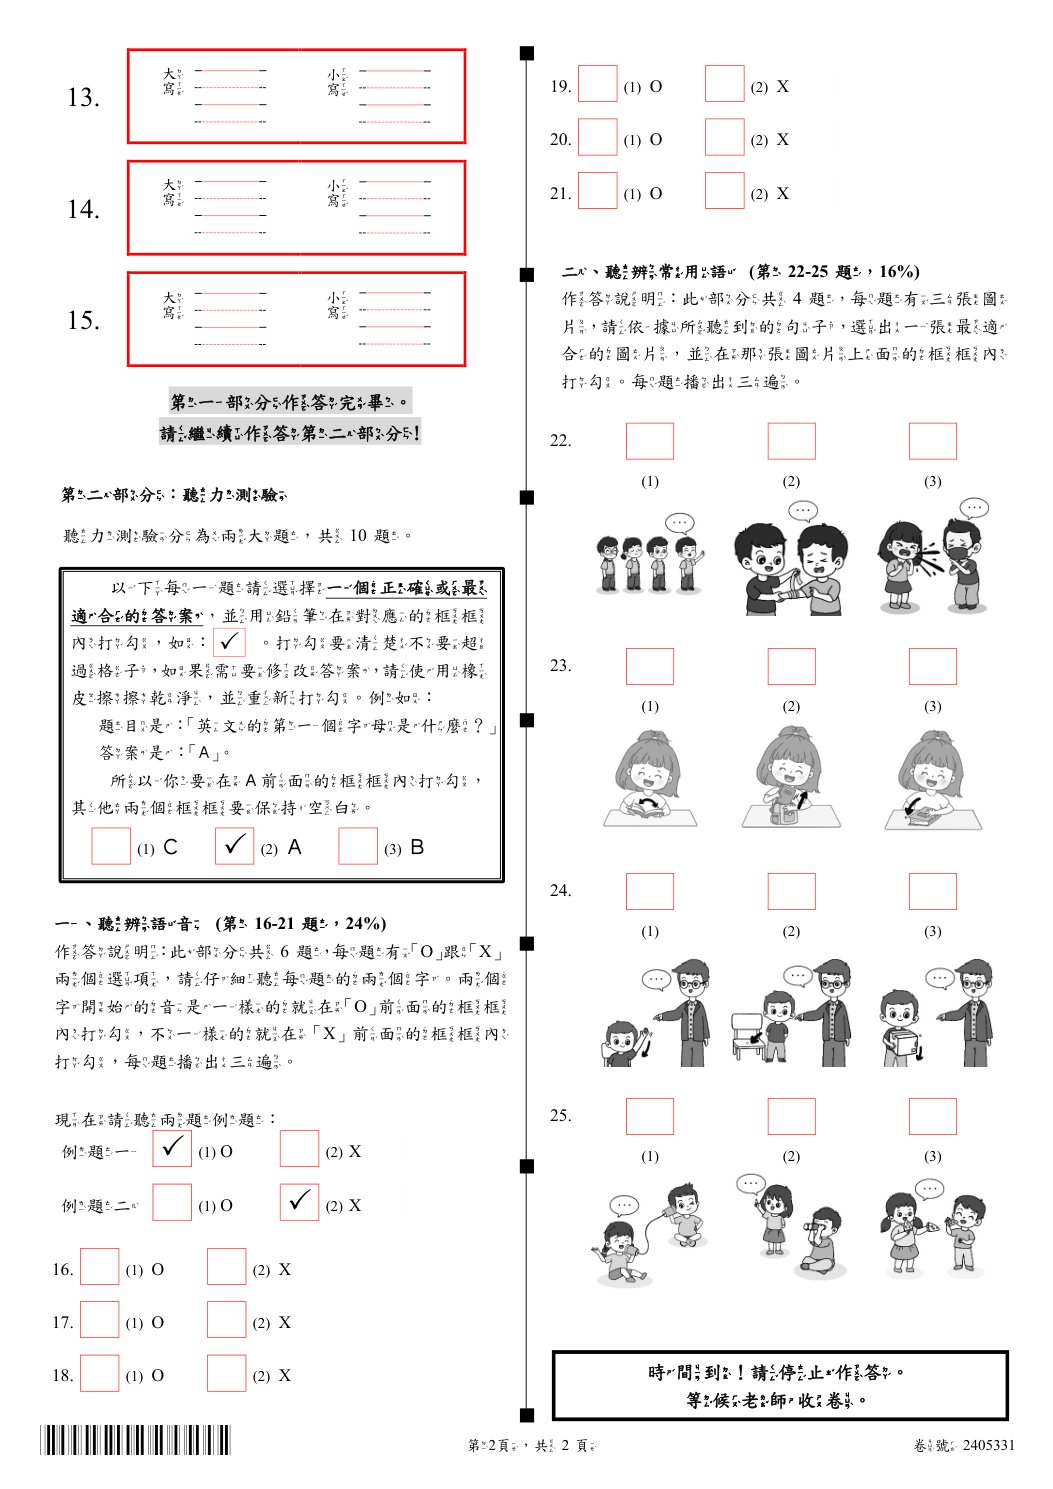 13.
大寫 小寫
14.
大寫 小寫
15.
大寫 小寫
第一部分作答完畢。
請繼續作答第二部分!
第二部分:聽力測驗
聽力測驗分為兩大題,共 10 題。
以下每一題請選擇一個正確或最
適合的答案,並用鉛筆在對應的框框
內打勾,如: ✓ 。打勾要清楚不要超
過格子,如果需要修改答案,請使用橡
皮擦擦乾淨,並重新打勾。例如:
題目是:「英文的第一個字母是什麼?」
答案是:「A」。
所以你要在 A 前面的框框內打勾,
其他兩個框框要保持空白。
(1) C ✓ (2) A (3) B
一、聽辨語音 (第 16-21 題,24%)
作答說明:此部分共 6 題,每題有「O」跟「X」
兩個選項,請仔細聽每題的兩個字。兩個
字開始的音是一樣的就在「O」前面的框框
內打勾,不一樣的就在「X」前面的框框內
打勾,每題播出三遍。
現在請聽兩題例題:
例題一 ✓ (1) O (2) X
例題二 (1) O ✓ (2) X
16. (1) O (2) X
17. (1) O (2) X
18. (1) O (2) X
19. (1) O (2) X
20. (1) O (2) X
21. (1) O (2) X
二、聽辨常用語 (第 22-25 題,16%)
作答說明:此部分共 4 題,每題有三張圖
片,請依據所聽到的句子,選出一張最適
合的圖片,並在那張圖片上面的框框內
打勾。每題播出三遍。
22.
(1) (2) (3)
23.
(1) (2) (3)
24.
(1) (2) (3)
25.
(1) (2) (3)
時間到!請停止作答。
等候老師收卷。
第2頁,共 2 頁
卷號 2405331